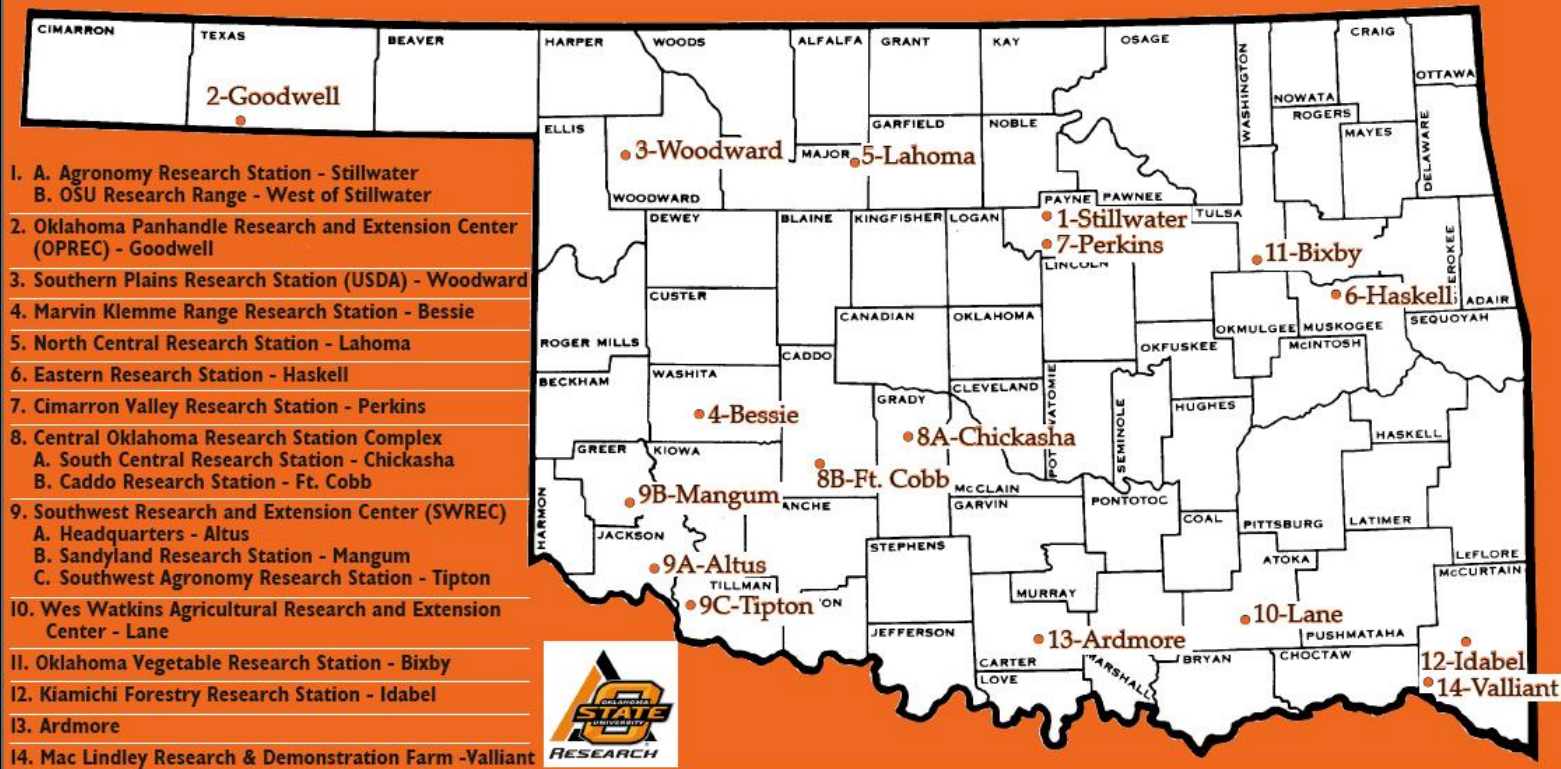 CIMARRON
TEXAS
BEAVER
HARPER
WOODS
ALFALFA
GRANT
KAY
OSAGE
WASHINGTON
NOWATA
CRAIG
OTTAWA
2-Goodwell
ELLIS
3-Woodward
MAJOR
5-Lahoma
GARFIELD
NOBLE
ROGERS
MAYES
DELAWARE
WOODWARD
PAYNE
PAWNEE
TULSA
DEWEY
BLAINE
KINGFISHER
LOGAN
1-Stillwater
7-Perkins
LINCOLN
11-Bixby
6-Haskell
EROKEE
ADAIR
CUSTER
CANADIAN
OKLAHOMA
OKMULGEE
MUSKOGEE
SEQUOYAH
ROGER MILLS
CADDO
OKFUSKEE
McINTOSH
BECKHAM
WASHITA
GRADY
CLEVELAND
SEMINOLE
HUGHES
HASKELL
4-Bessie
8A-Chickasha
GREER
KIOWA
8B-Ft. Cobb
9B-Mangum
ANCHE
McCLAIN
GARVIN
PONTOTOC
COAL
PITTSBURG
LATIMER
HARMON
JACKSON
STEPHENS
ATOKA
LEFLORE
McCURTAIN
9A-Altus
TILLMAN
9C-Tipton
ON
MURRAY
10-Lane
PUSHMATAHA
JEFFERSON
13-Ardmore
CARTER
LOVE
MARSHALL
BRYAN
CHOCTAW
12-Idabel
14-Valliant
1. A. Agronomy Research Station - Stillwater
B. OSU Research Range - West of Stillwater
2. Oklahoma Panhandle Research and Extension Center
(OPREC) - Goodwell
3. Southern Plains Research Station (USDA) - Woodward
4. Marvin Klemme Range Research Station - Bessie
5. North Central Research Station - Lahoma
6. Eastern Research Station - Haskell
7. Cimarron Valley Research Station - Perkins
8. Central Oklahoma Research Station Complex
A. South Central Research Station - Chickasha
B. Caddo Research Station - Ft. Cobb
9. Southwest Research and Extension Center (SWREC)
A. Headquarters - Altus
B. Sandyland Research Station - Mangum
C. Southwest Agronomy Research Station - Tipton
10. Wes Watkins Agricultural Research and Extension
Center - Lane
11. Oklahoma Vegetable Research Station - Bixby
12. Kiamichi Forestry Research Station - Idabel
13. Ardmore
14. Mac Lindley Research & Demonstration Farm -Valliant
OKLAHOMA
STATE
UNIVERSITY
RESEARCH